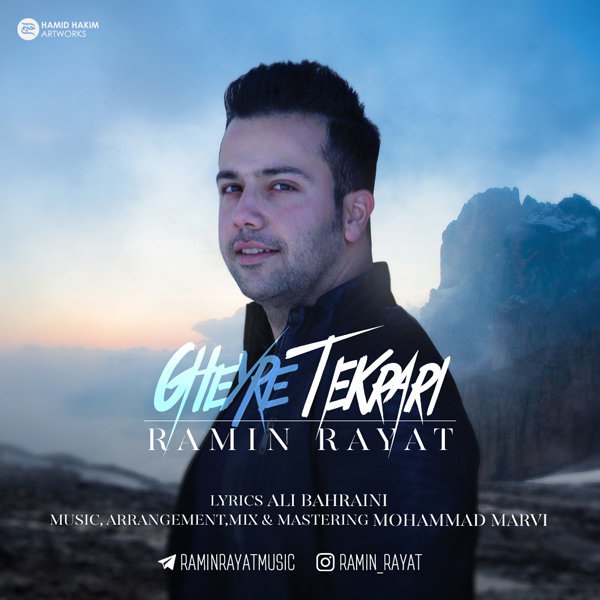 HAMID HAKIM
ARTWORKS
GHEYRE TEKRARI
RAMIN RAYAT
LYRICS ALI BAHRAINI
MUSIC, ARRANGEMENT,MIX & MASTERING MOHAMMAD MARVI
RAMINRAYATMUSIC RAMIN_RAYAT